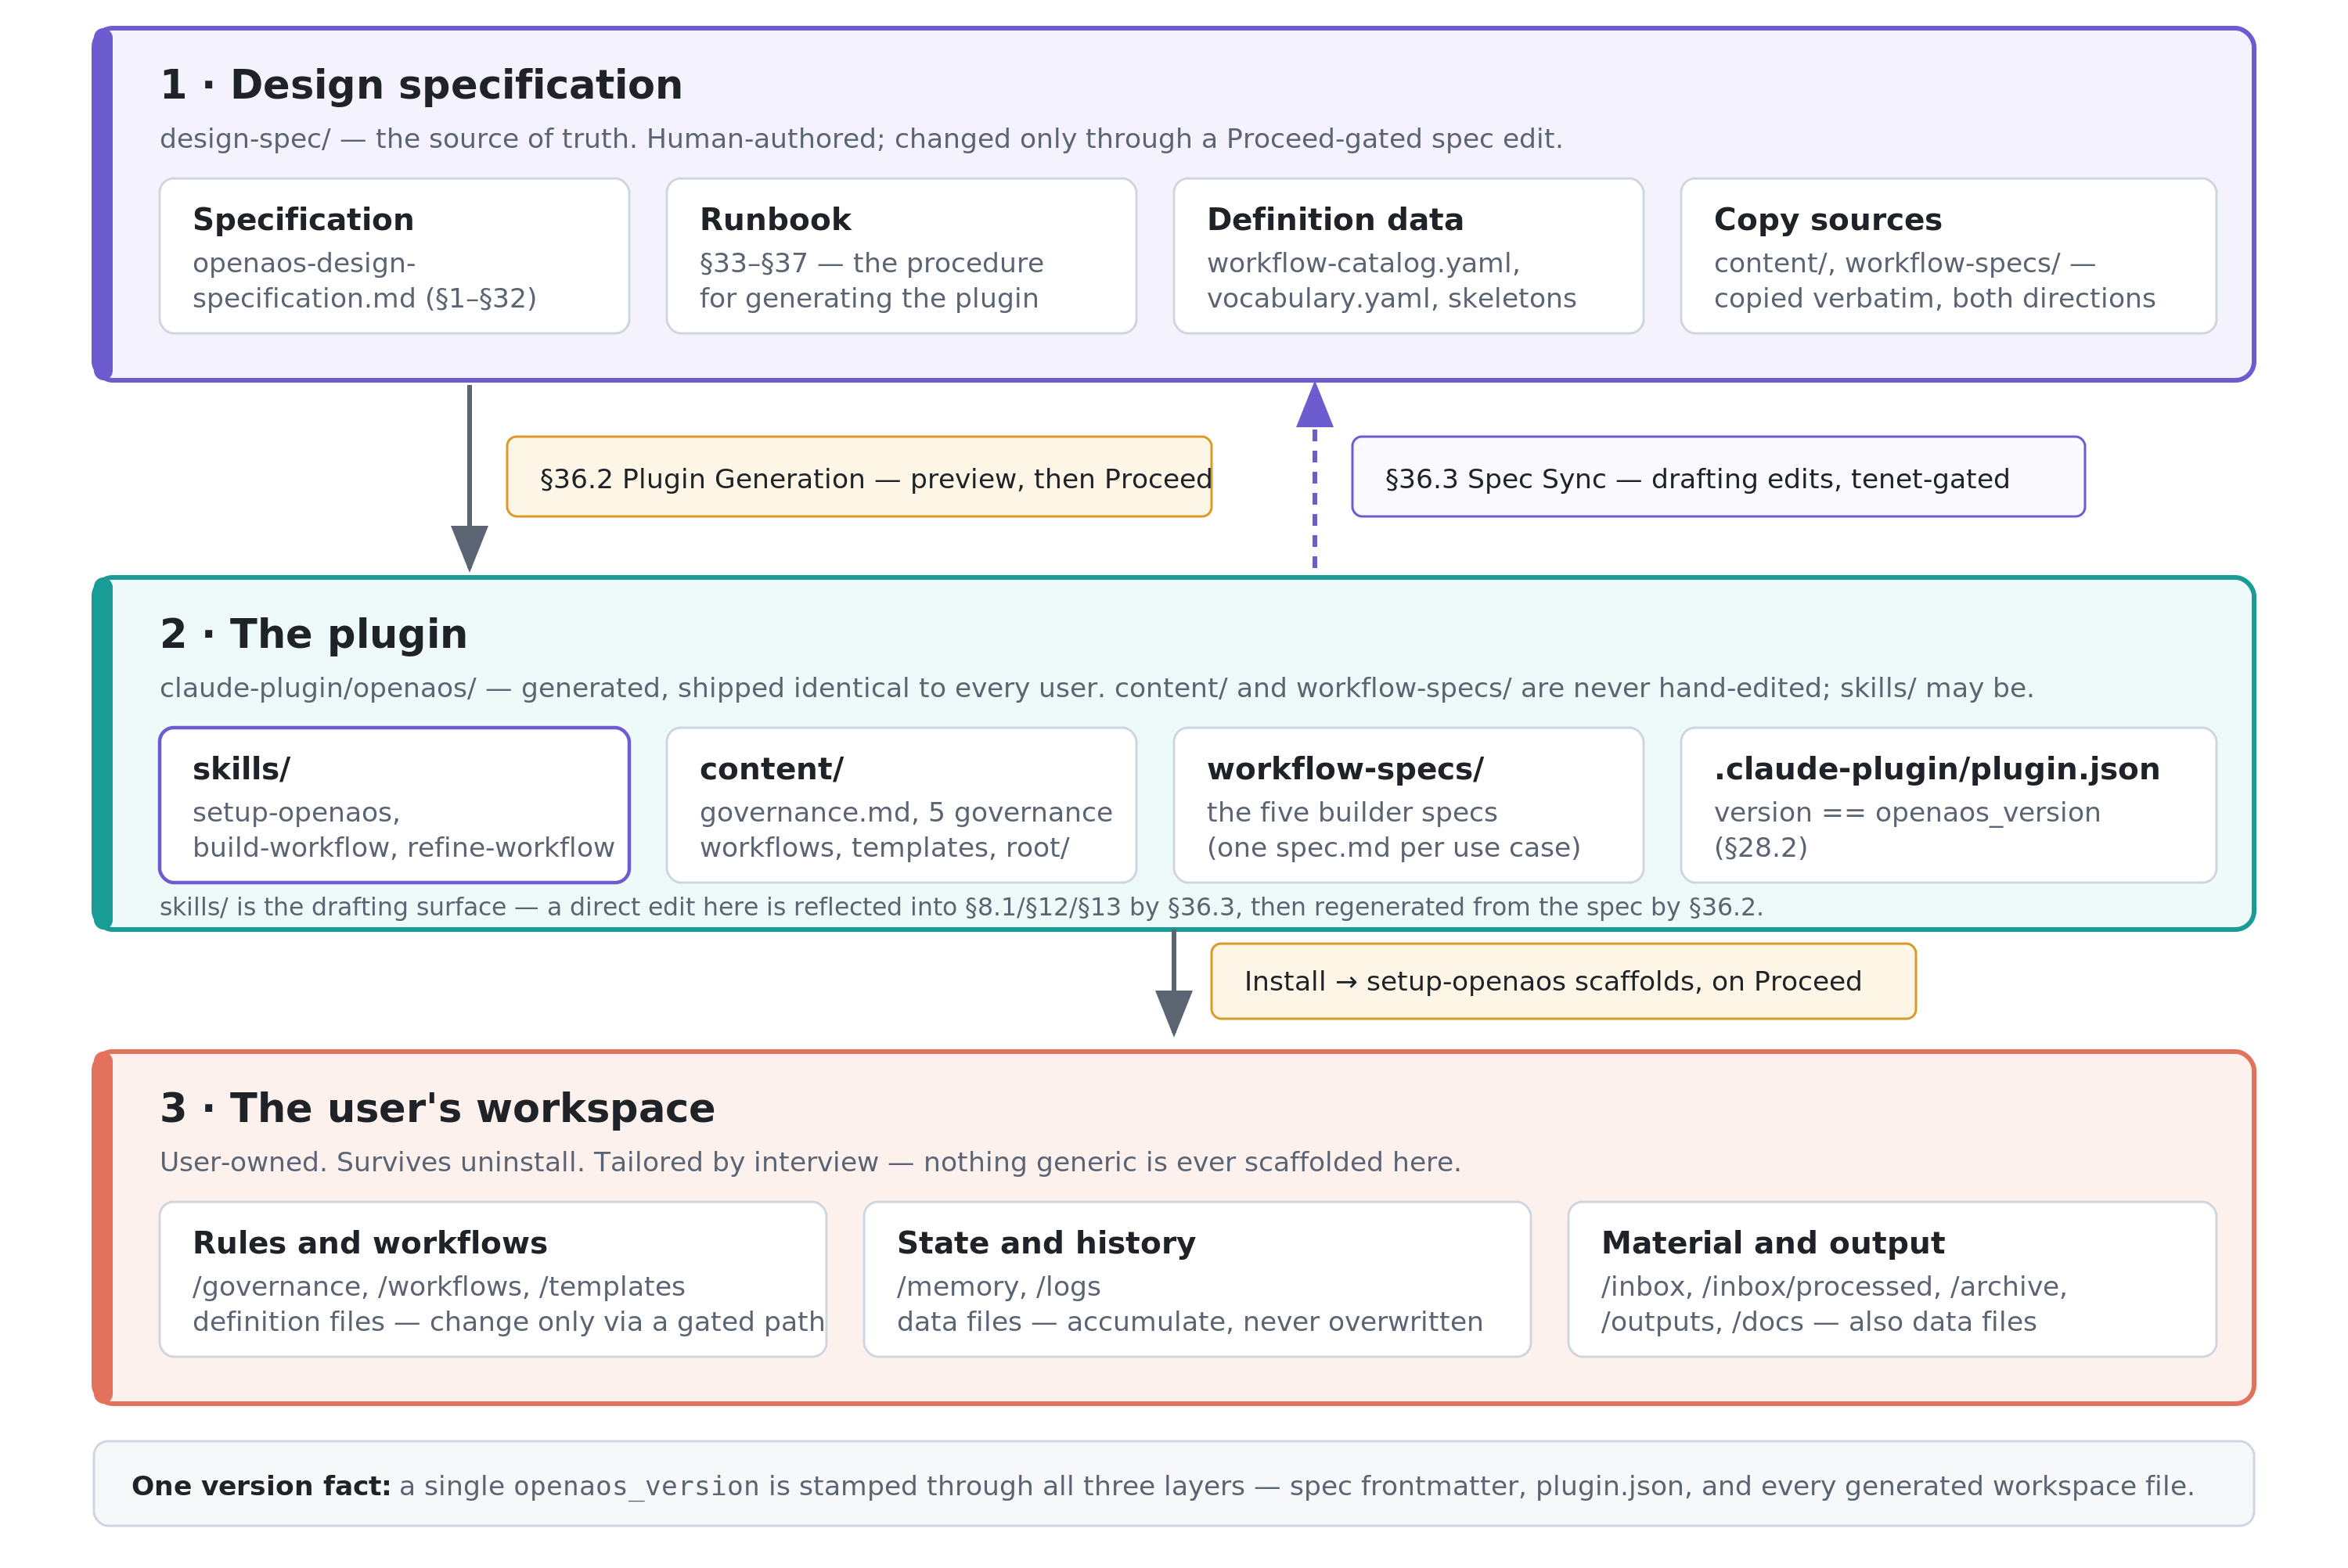 1 · Design specification
design-spec/ — the source of truth. Human-authored; changed only through a Proceed-gated spec edit.
Specification
openaos-design-
specification.md (§1–§32)
Runbook
§33–§37 — the procedure
for generating the plugin
Definition data
workflow-catalog.yaml,
vocabulary.yaml, skeletons
Copy sources
content/, workflow-specs/ —
copied verbatim, both directions
§36.2 Plugin Generation — preview, then Proceed
§36.3 Spec Sync — drafting edits, tenet-gated
2 · The plugin
claude-plugin/openaos/ — generated, shipped identical to every user. content/ and workflow-specs/ are never hand-edited; skills/ may be.
skills/
setup-openaos,
build-workflow, refine-workflow
content/
governance.md, 5 governance
workflows, templates, root/
workflow-specs/
the five builder specs
(one spec.md per use case)
.claude-plugin/plugin.json
version == openaos_version
(§28.2)
skills/ is the drafting surface — a direct edit here is reflected into §8.1/§12/§13 by §36.3, then regenerated from the spec by §36.2.
Install → setup-openaos scaffolds, on Proceed
3 · The user's workspace
User-owned. Survives uninstall. Tailored by interview — nothing generic is ever scaffolded here.
Rules and workflows
/governance, /workflows, /templates
definition files — change only via a gated path
State and history
/memory, /logs
data files — accumulate, never overwritten
Material and output
/inbox, /inbox/processed, /archive,
/outputs, /docs — also data files
One version fact: a single openaos_version is stamped through all three layers — spec frontmatter, plugin.json, and every generated workspace file.